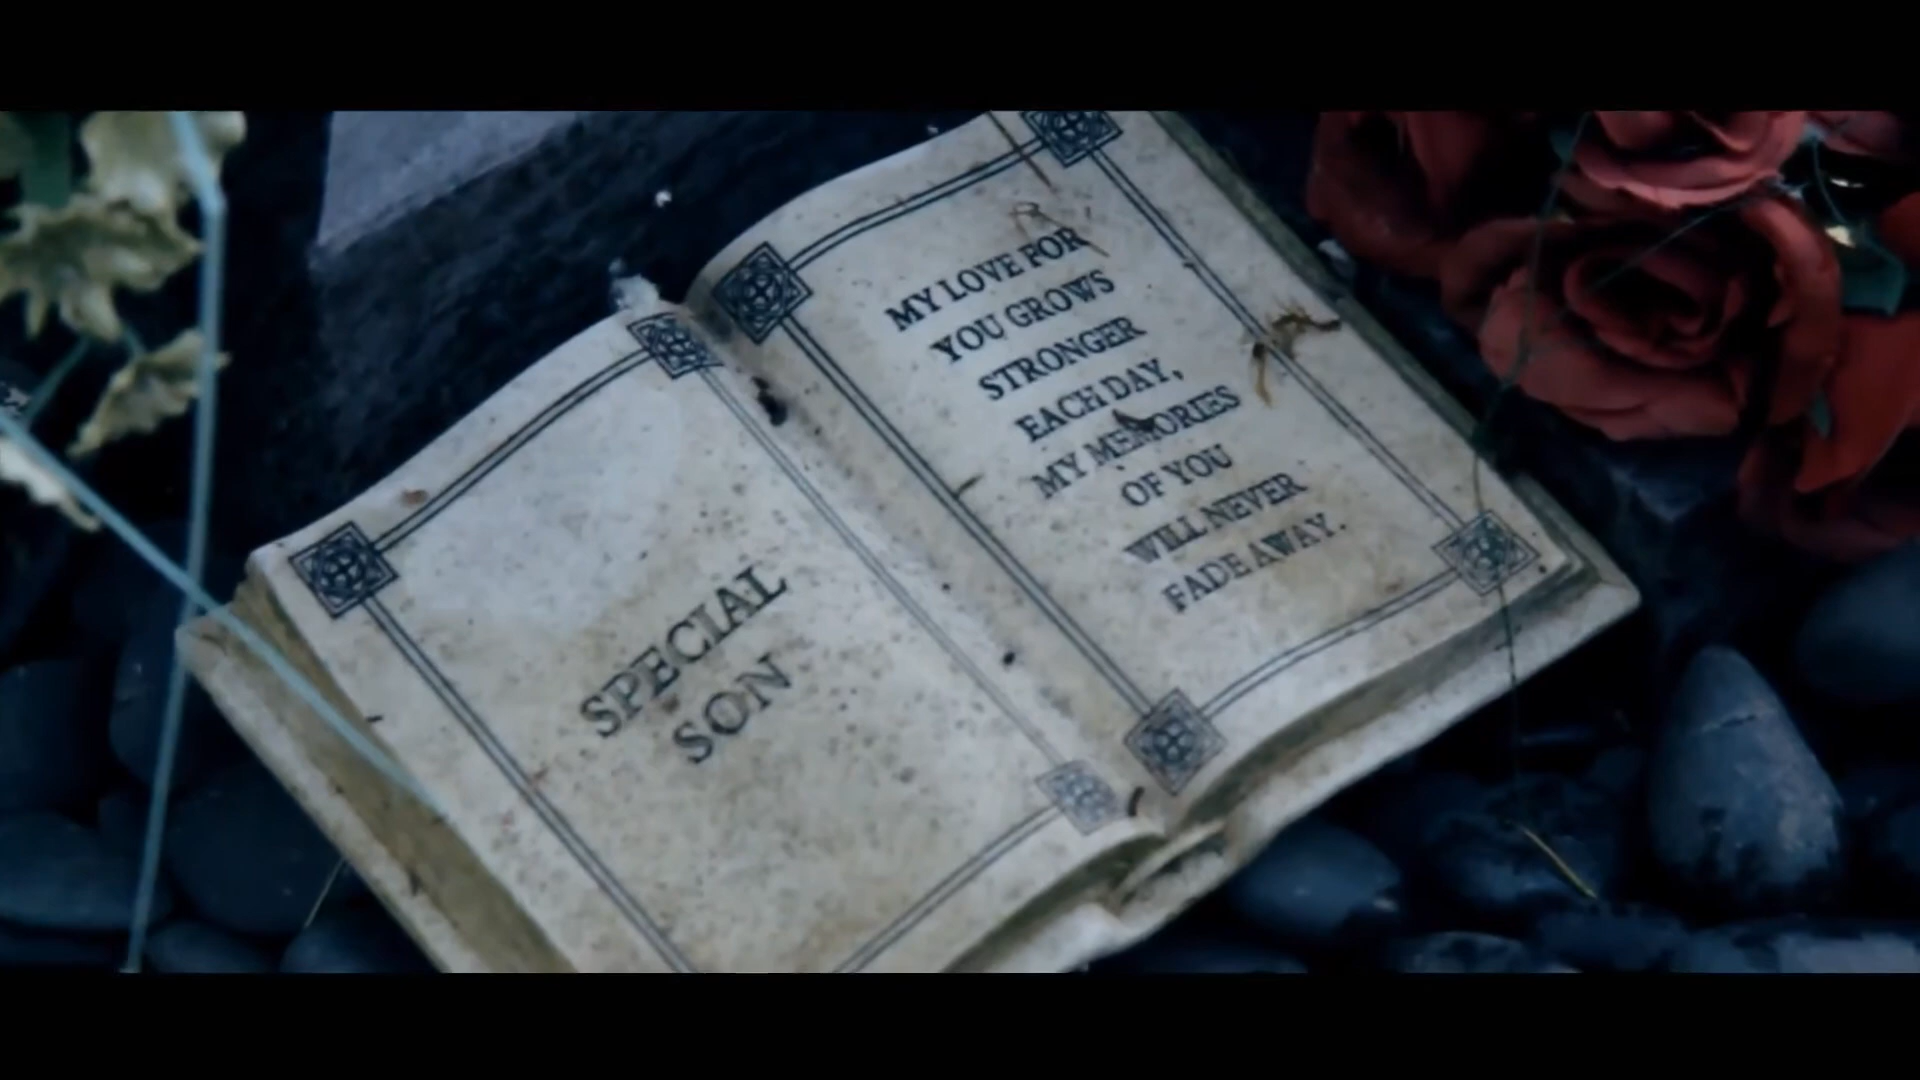 SPECIAL
SON
MY LOVE FOR
YOU GROWS
STRONGER
EACH DAY,
MY MEMORIES
OF YOU
WILL NEVER
FADE AWAY.